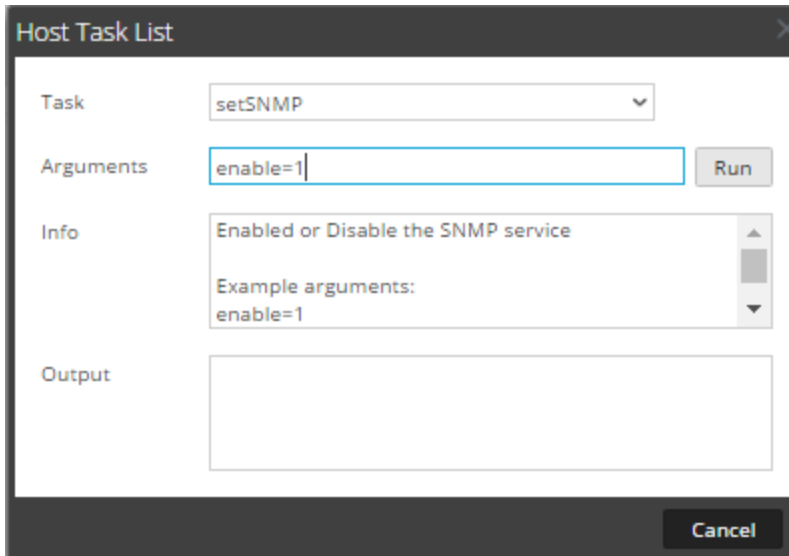 Host Task List
Task
setSNMP
Arguments
enable=1
Run
Info
Enabled or Disable the SNMP service
Example arguments:
enable=1
Output
Cancel